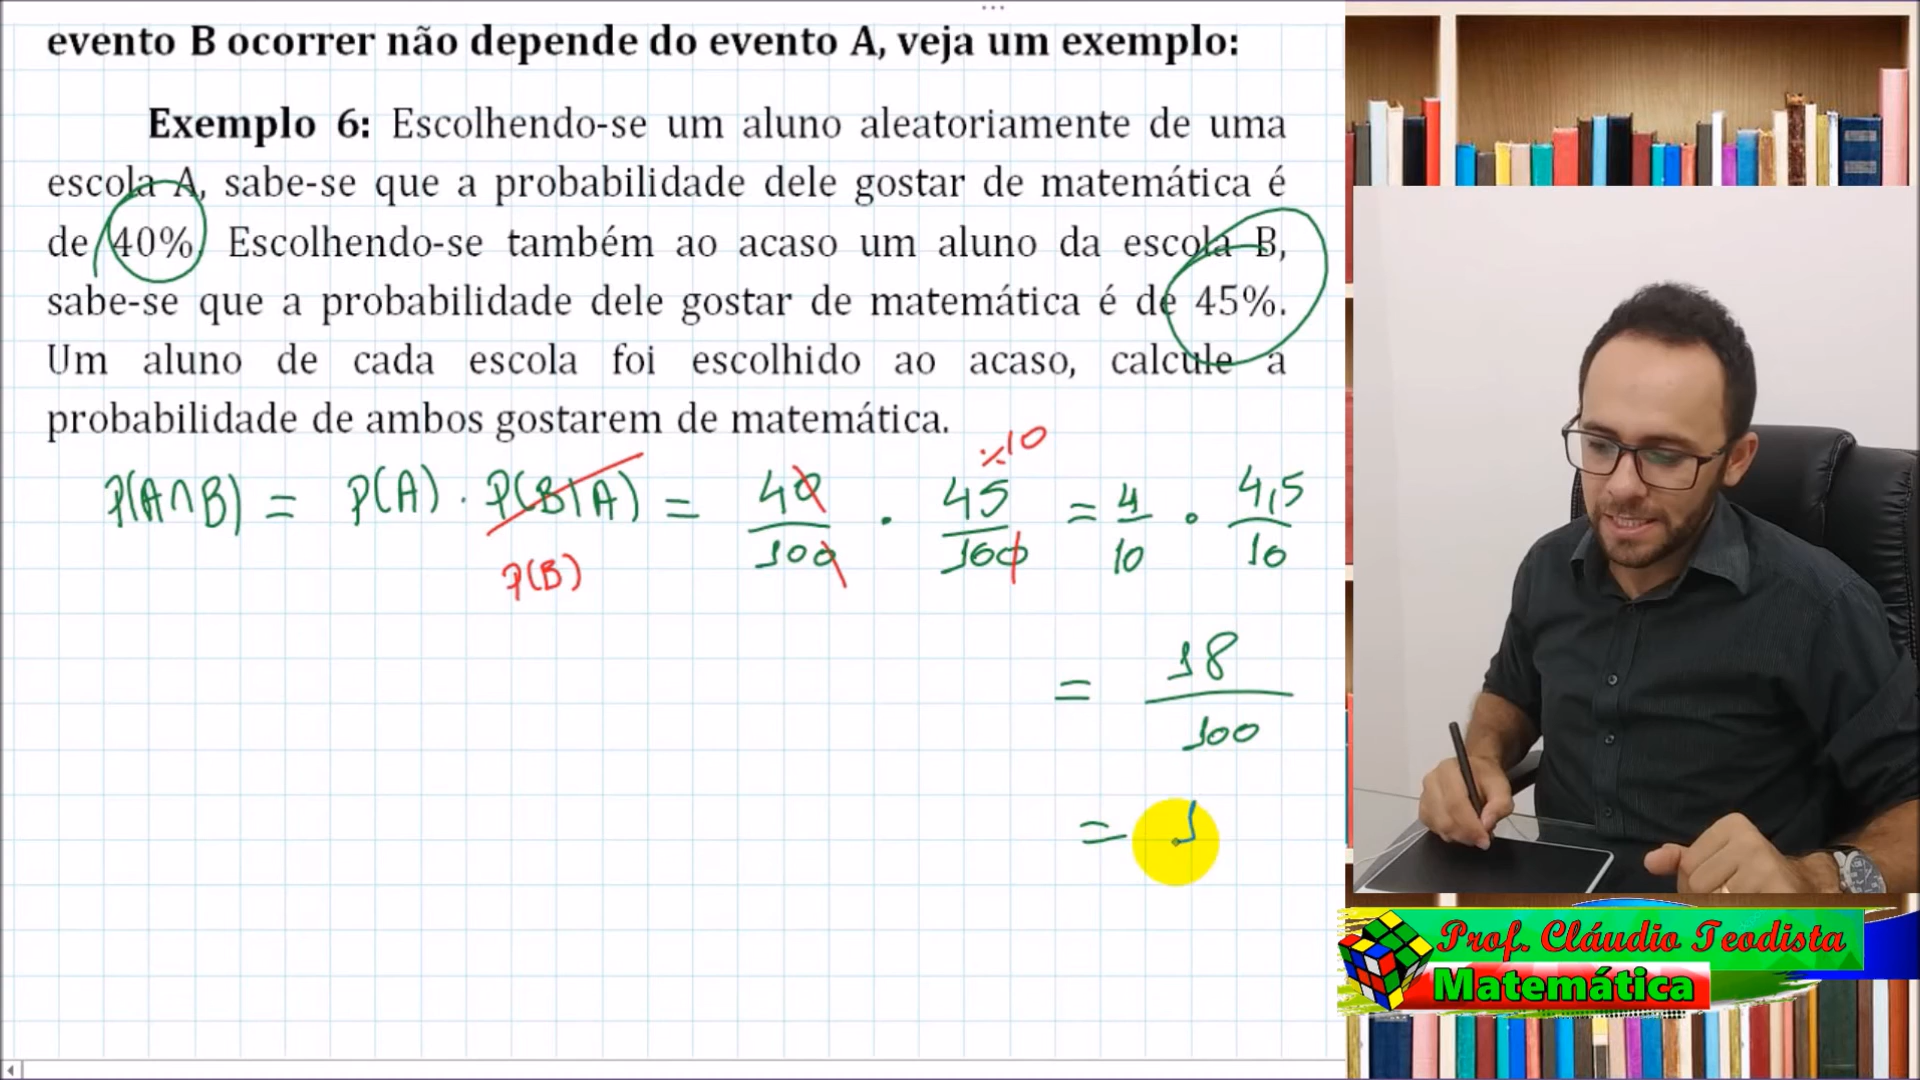 evento B ocorrer não depende do evento A, veja um exemplo:
Exemplo 6: Escolhendo-se um aluno aleatoriamente de uma
escola A, sabe-se que a probabilidade dele gostar de matemática é
de 40%. Escolhendo-se também ao acaso um aluno da escola B,
sabe-se que a probabilidade dele gostar de matemática é de 45%.
Um aluno de cada escola foi escolhido ao acaso, calcule a
probabilidade de ambos gostarem de matemática.
÷10
P(A∩B) = P(A) · P(B|A) = 40/100 · 45/100 = 4/10 · 4,5/10
P(B)
= 18/100
= 1
Prof. Cláudio Teodista
Matemática